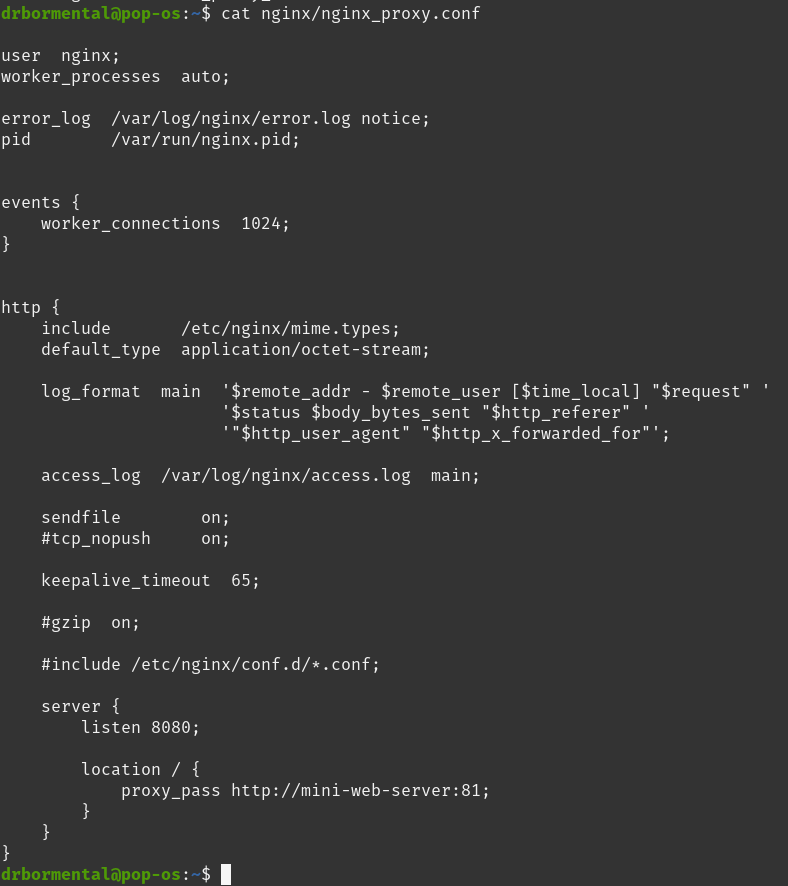 drbormental@pop-os:~$ cat nginx/nginx_proxy.conf
user  nginx;
worker_processes  auto;
error_log  /var/log/nginx/error.log notice;
pid        /var/run/nginx.pid;
events {
    worker_connections  1024;
}
http {
    include       /etc/nginx/mime.types;
    default_type  application/octet-stream;
    log_format  main  '$remote_addr - $remote_user [$time_local] "$request" '
                      '$status $body_bytes_sent "$http_referer" '
                      '"$http_user_agent" "$http_x_forwarded_for"';
    access_log  /var/log/nginx/access.log  main;
    sendfile        on;
    #tcp_nopush     on;
    keepalive_timeout  65;
    #gzip  on;
    #include /etc/nginx/conf.d/*.conf;
    server {
        listen 8080;
        location / {
            proxy_pass http://mini-web-server:81;
        }
    }
}
drbormental@pop-os:~$